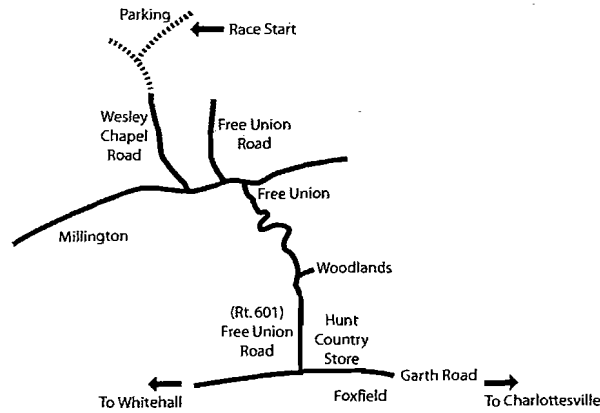 Parking
Race Start
Wesley
Chapel
Road
Free Union
Road
Free Union
Millington
Woodlands
(Rt. 601)
Free Union
Road
Hunt
Country
Store
Garth Road
Foxfield
To Whitehall
To Charlottesville